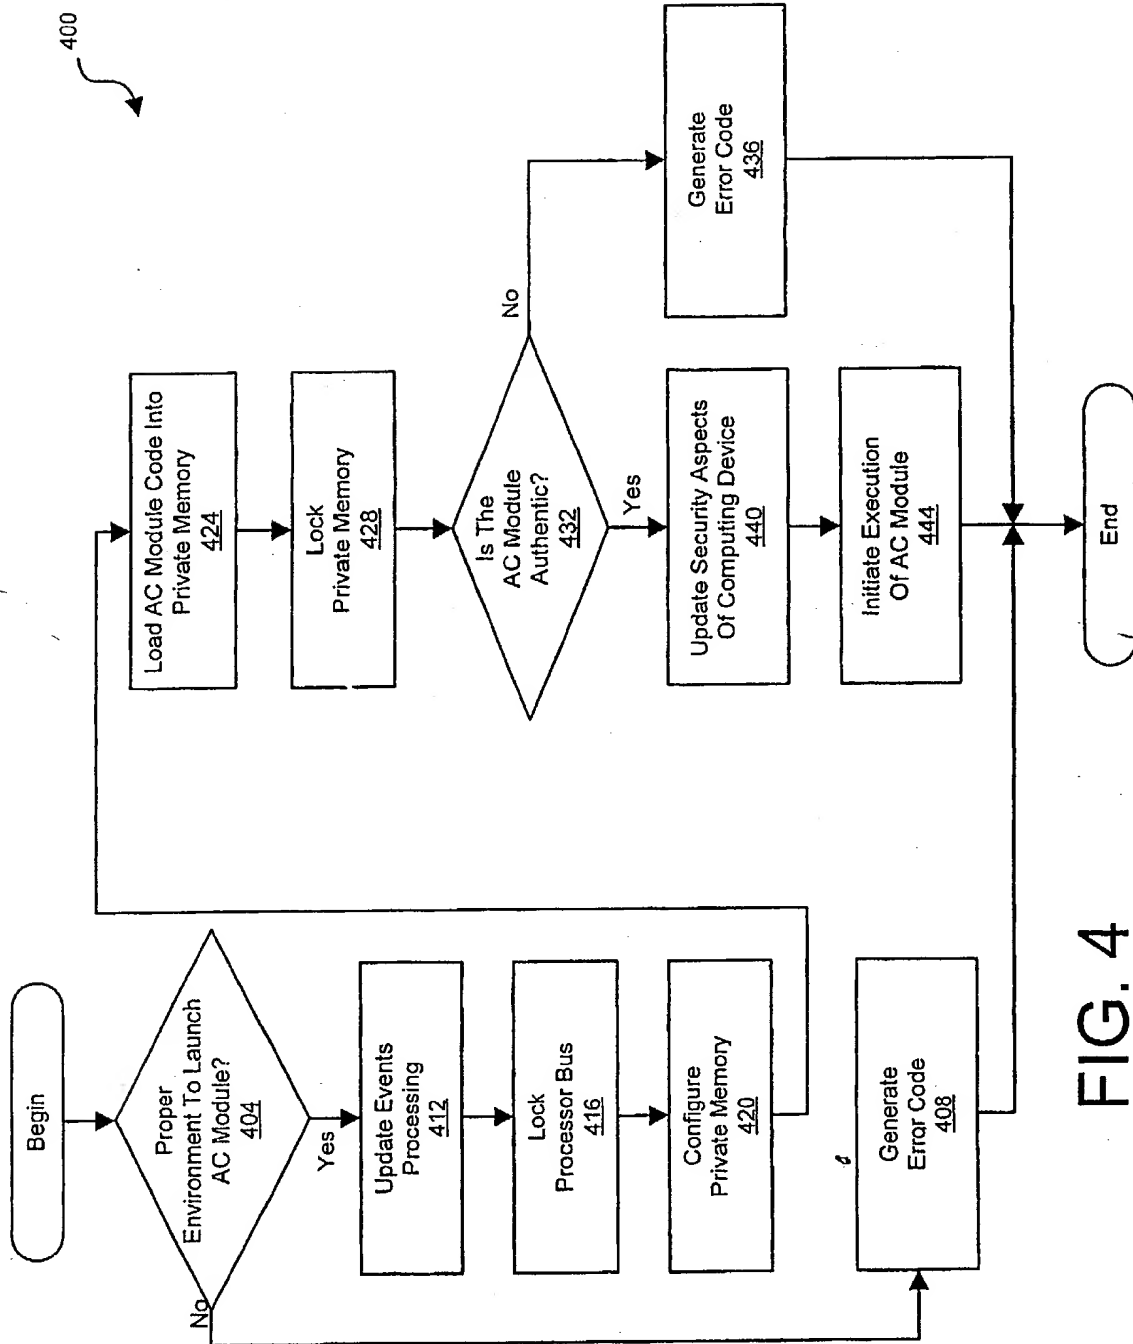 400
Begin
Proper
Environment To Launch
AC Module?
404
No
Yes
Update Events
Processing
412
Lock
Processor Bus
416
Configure
Private Memory
420
Generate
Error Code
408
Load AC Module Code Into
Private Memory
424
Lock
Private Memory
428
Is The
AC Module
Authentic?
432
No
Yes
Generate
Error Code
436
Update Security Aspects
Of Computing Device
440
Initiate Execution
Of AC Module
444
End
FIG. 4